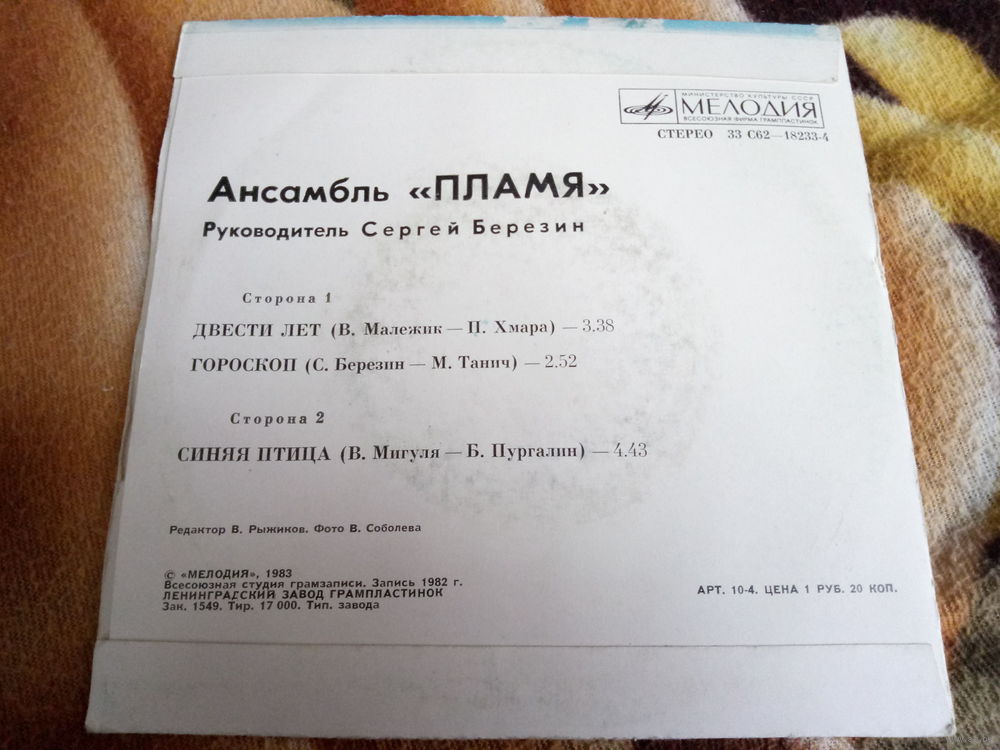 МИНИСТЕРСТВО КУЛЬТУРЫ СССР
МЕЛОДИЯ
ВСЕСОЮЗНАЯ ФИРМА ГРАМПЛАСТИНОК
СТЕРЕО 33 С62—18233-4
Ансамбль «ПЛАМЯ»
Руководитель Сергей Березин
Сторона 1
ДВЕСТИ ЛЕТ (В. Малежик — П. Хмара) — 3.38
ГОРОСКОП (С. Березин — М. Танич) — 2.52
Сторона 2
СИНЯЯ ПТИЦА (В. Мигуля — Б. Пургалин) — 4.43
Редактор В. Рыжиков. Фото В. Соболева
© «МЕЛОДИЯ», 1983
Всесоюзная студия грамзаписи. Запись 1982 г.
ЛЕНИНГРАДСКИЙ ЗАВОД ГРАМПЛАСТИНОК
Зак. 1549. Тир. 17 000. Тип. завода
АРТ. 10-4. ЦЕНА 1 РУБ. 20 КОП.